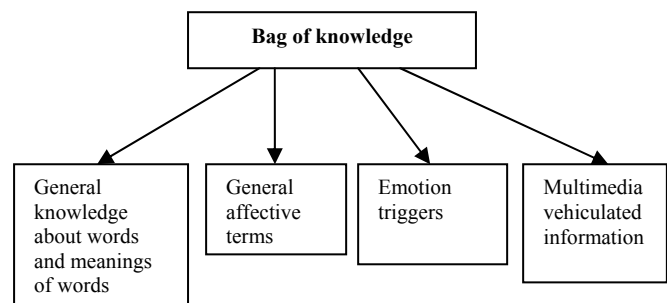 Bag of knowledge
General
knowledge
about words
and meanings
of words
General
affective
terms
Emotion
triggers
Multimedia
vehiculated
information